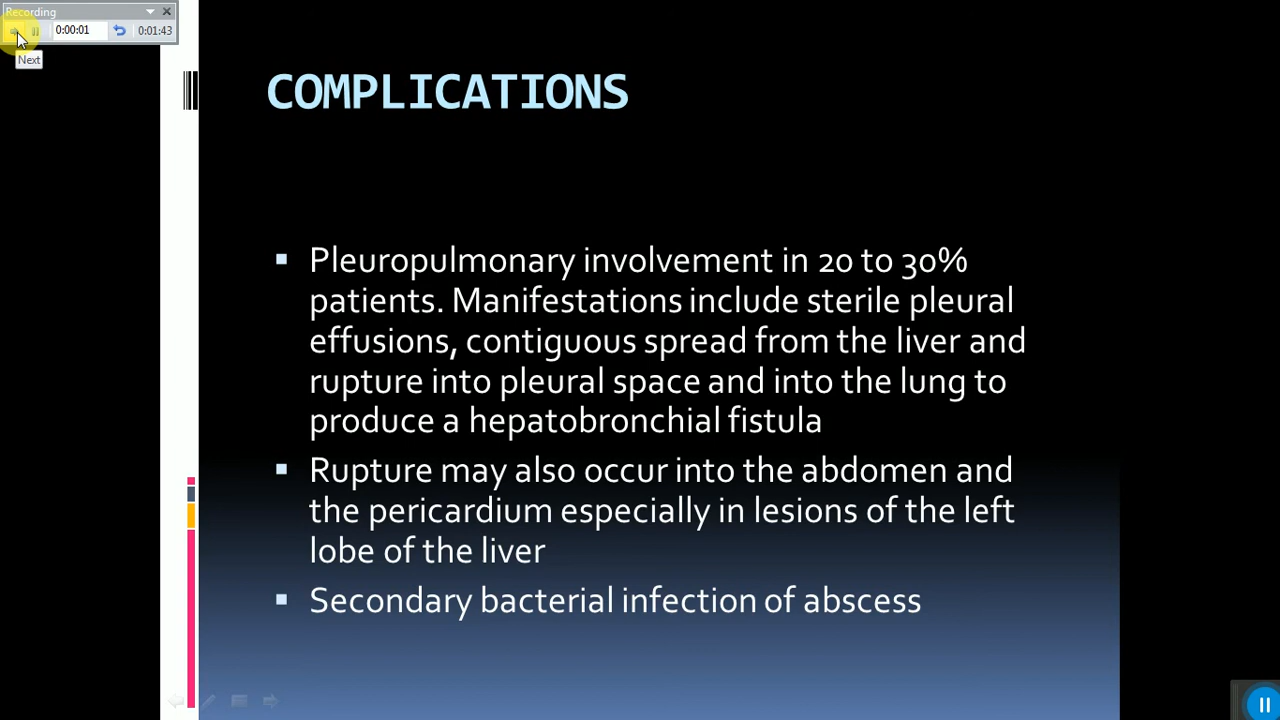 Recording
0:00:01 0:01:43
Next
COMPLICATIONS
▪ Pleuropulmonary involvement in 20 to 30%
patients. Manifestations include sterile pleural
effusions, contiguous spread from the liver and
rupture into pleural space and into the lung to
produce a hepatobronchial fistula
▪ Rupture may also occur into the abdomen and
the pericardium especially in lesions of the left
lobe of the liver
▪ Secondary bacterial infection of abscess